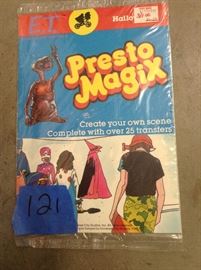 E.T.
Hallo
Presto
Magix
Create your own scene
Complete with over 25 transfers
121